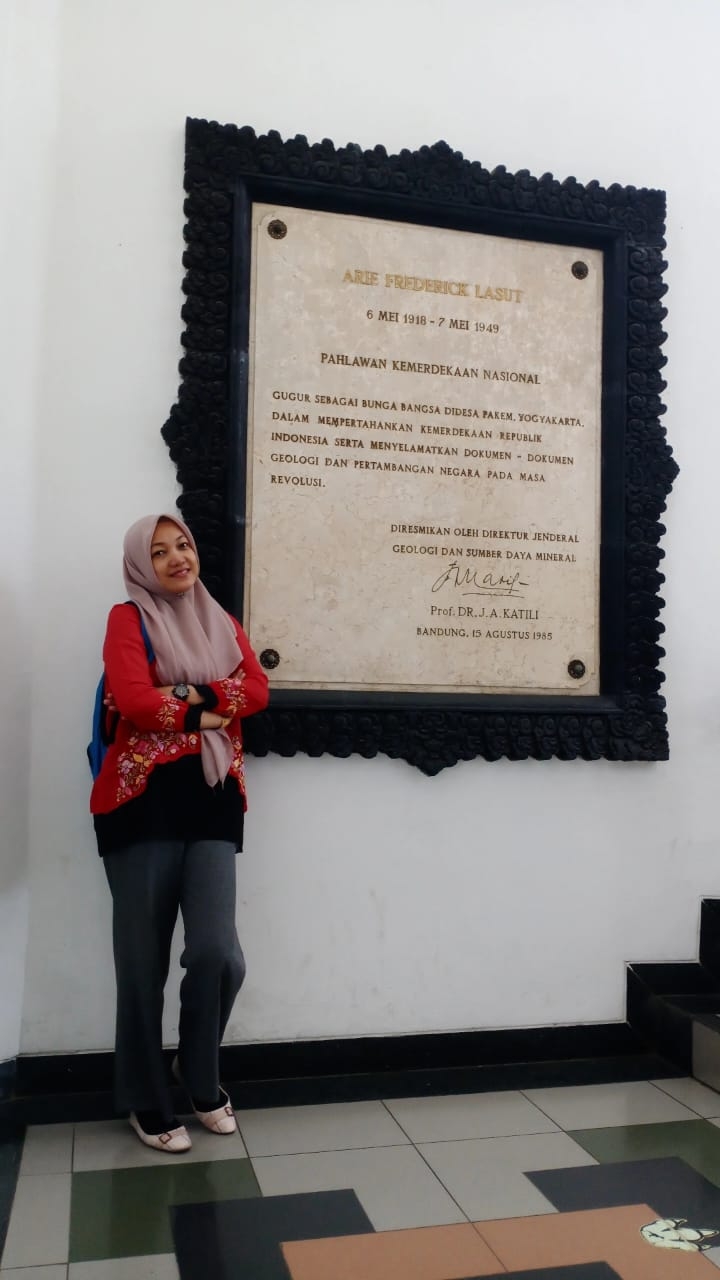 ARIE FREDERICK LASUT
6 MEI 1918 - 7 MEI 1949
PAHLAWAN KEMERDEKAAN NASIONAL
GUGUR SEBAGAI BUNGA BANGSA DIDESA PAKEM, YOGYAKARTA,
DALAM MEMPERTAHANKAN KEMERDEKAAN REPUBLIK
INDONESIA SERTA MENYELAMATKAN DOKUMEN - DOKUMEN
GEOLOGI DAN PERTAMBANGAN NEGARA PADA MASA
REVOLUSI.
DIRESMIKAN OLEH DIREKTUR JENDERAL
GEOLOGI DAN SUMBER DAYA MINERAL
Prof. DR. J. A. KATILI
BANDUNG, 15 AGUSTUS 1985